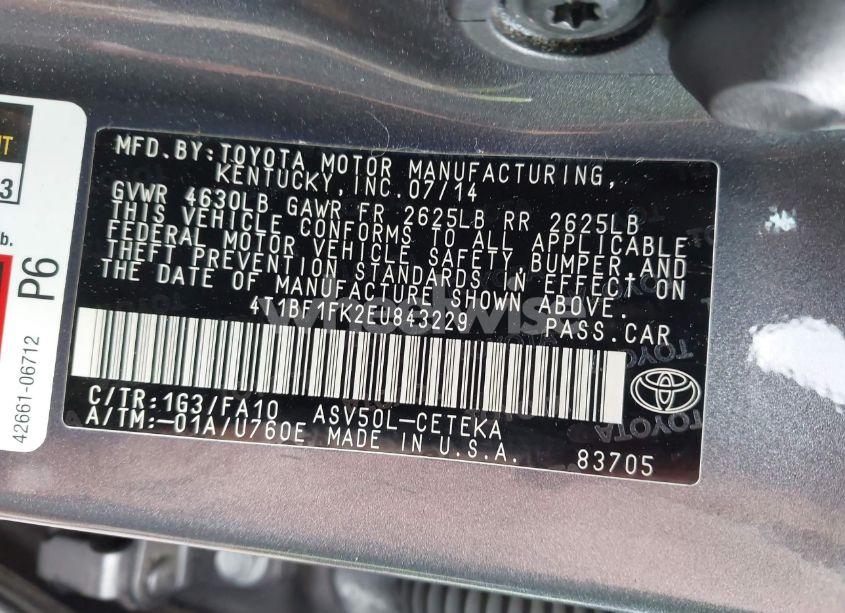 MFD.BY:TOYOTA MOTOR MANUFACTURING,
KENTUCKY,INC.07/14
GVWR 4630LB GAWR FR 2625LB RR 2625LB
THIS VEHICLE CONFORMS TO ALL APPLICABLE
FEDERAL MOTOR VEHICLE SAFETY,BUMPER,AND
THEFT PREVENTION STANDARDS IN EFFECT ON
THE DATE OF MANUFACTURE SHOWN ABOVE.
4T1BF1FK2EU843229 PASS.CAR
C/TR:1G3/FA10 ASV50L-CETEKA
A/TM:-01A/U760E MADE IN U.S.A. 83705
P6
42661-06712
3
b.
TOYOTA
wheelwise